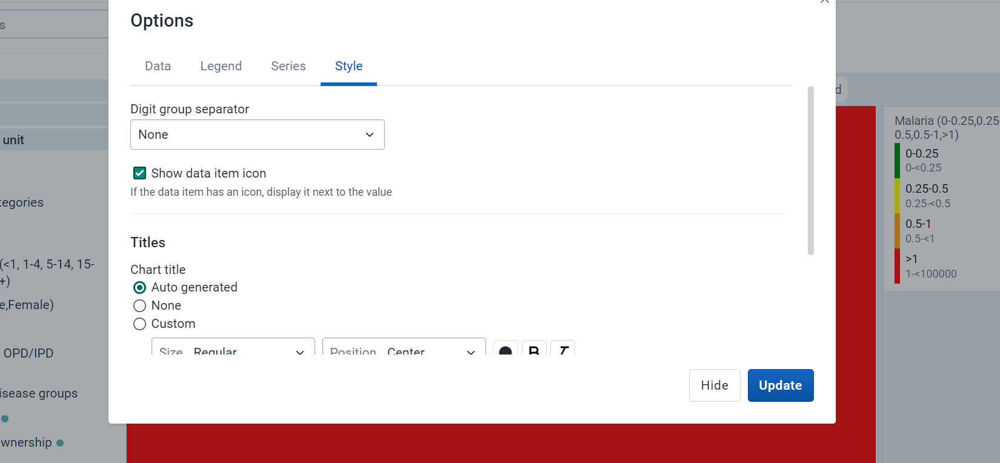 s
Options
Data Legend Series Style
d
Digit group separator
None
unit
Show data item icon
If the data item has an icon, display it next to the value
tegories
Titles
Chart title
(<1, 1-4, 5-14, 15-
+)
Auto generated
None
e,Female)
Custom
OPD/IPD
Size Regular Position Center B I
Hide Update
isease groups
wnership
Malaria (0-0.25,0.25-
0.5,0.5-1,>1)
0-0.25
0-<0.25
0.25-0.5
0.25-<0.5
0.5-1
0.5-<1
>1
1-<100000